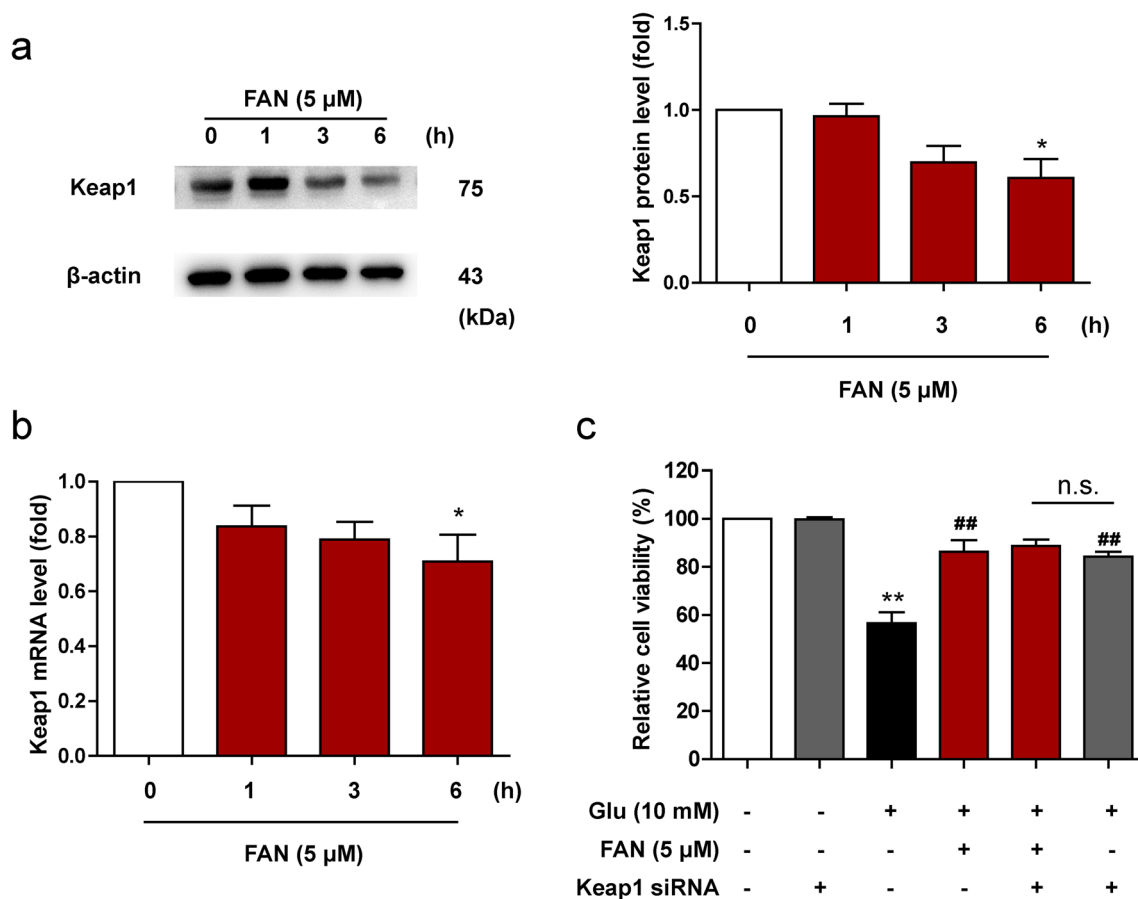 a
FAN (5 μM)
0 1 3 6 (h)
Keap1 75
β-actin 43
(kDa)
Keap1 protein level (fold)
1.5
1.0
0.5
0.0
*
0 1 3 6 (h)
FAN (5 μM)
b
Keap1 mRNA level (fold)
1.0
0.8
0.6
0.4
0.2
0.0
*
0 1 3 6 (h)
FAN (5 μM)
c
Relative cell viability (%)
120
100
80
60
40
20
0
**
##
n.s.
##
Glu (10 mM) - - + + + +
FAN (5 μM) - - - + + -
Keap1 siRNA - + - - + +